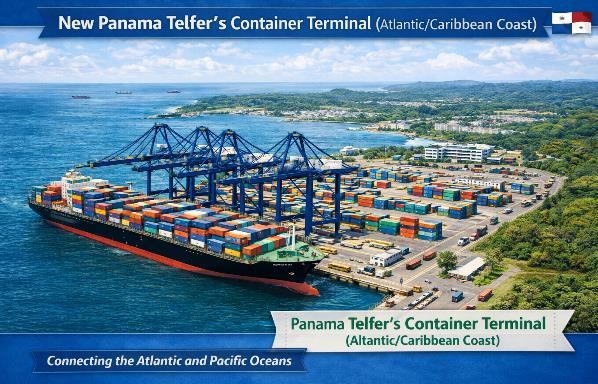 New Panama Telfer's Container Terminal (Atlantic/Caribbean Coast)
Panama Telfer's Container Terminal
(Altantic/Caribbean Coast)
Connecting the Atlantic and Pacific Oceans